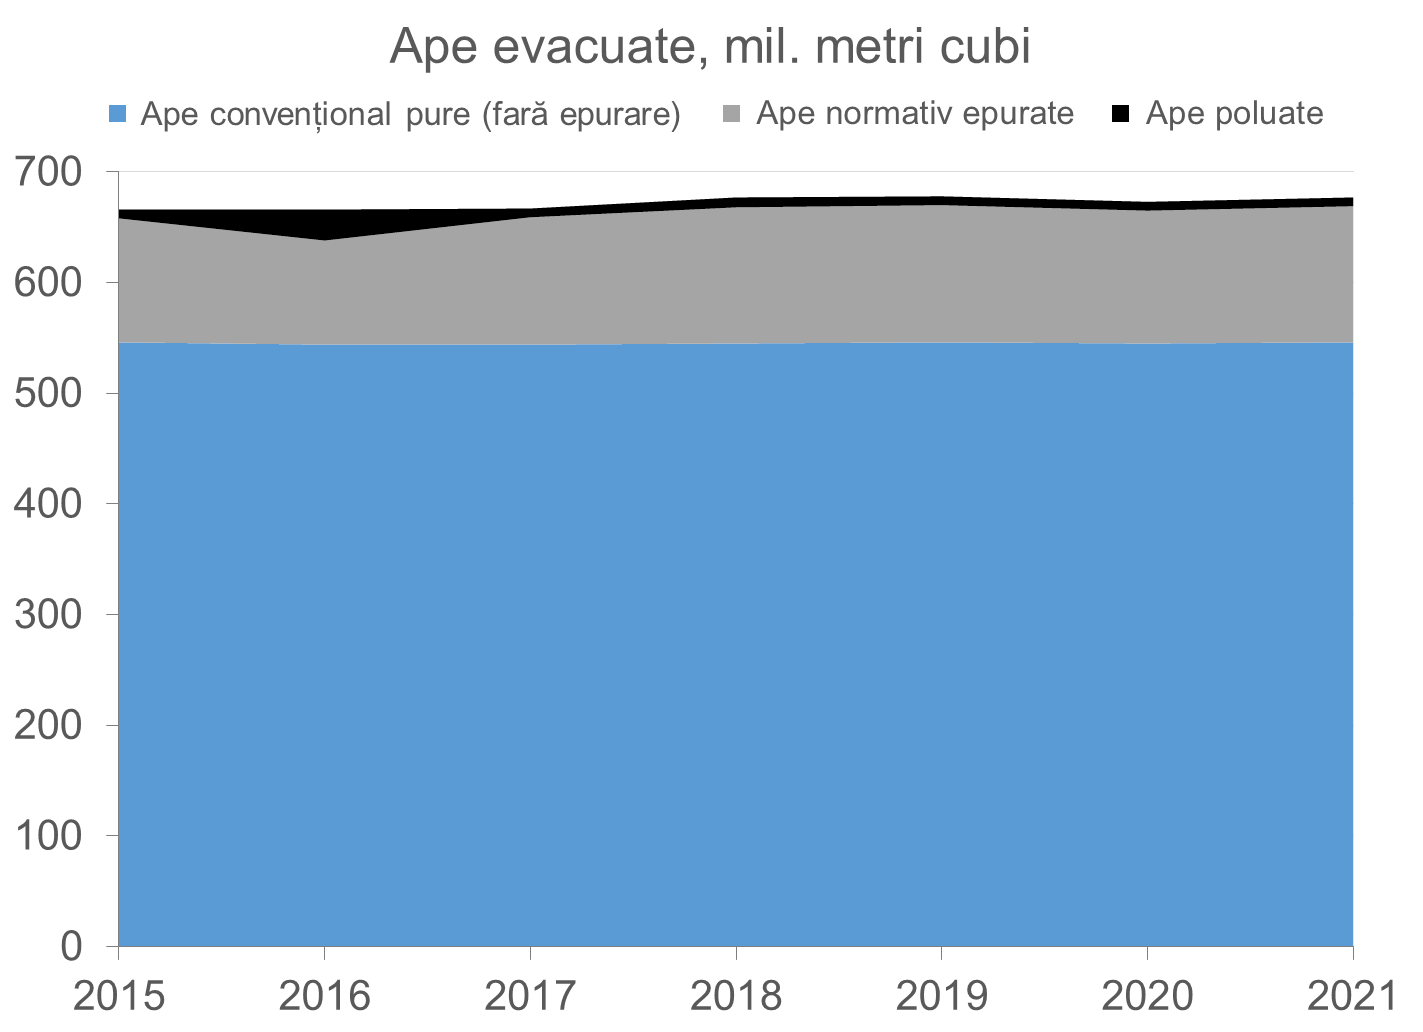 Ape evacuate, mil. metri cubi
Ape convențional pure (fară epurare) Ape normativ epurate Ape poluate
700
600
500
400
300
200
100
0
2015 2016 2017 2018 2019 2020 2021